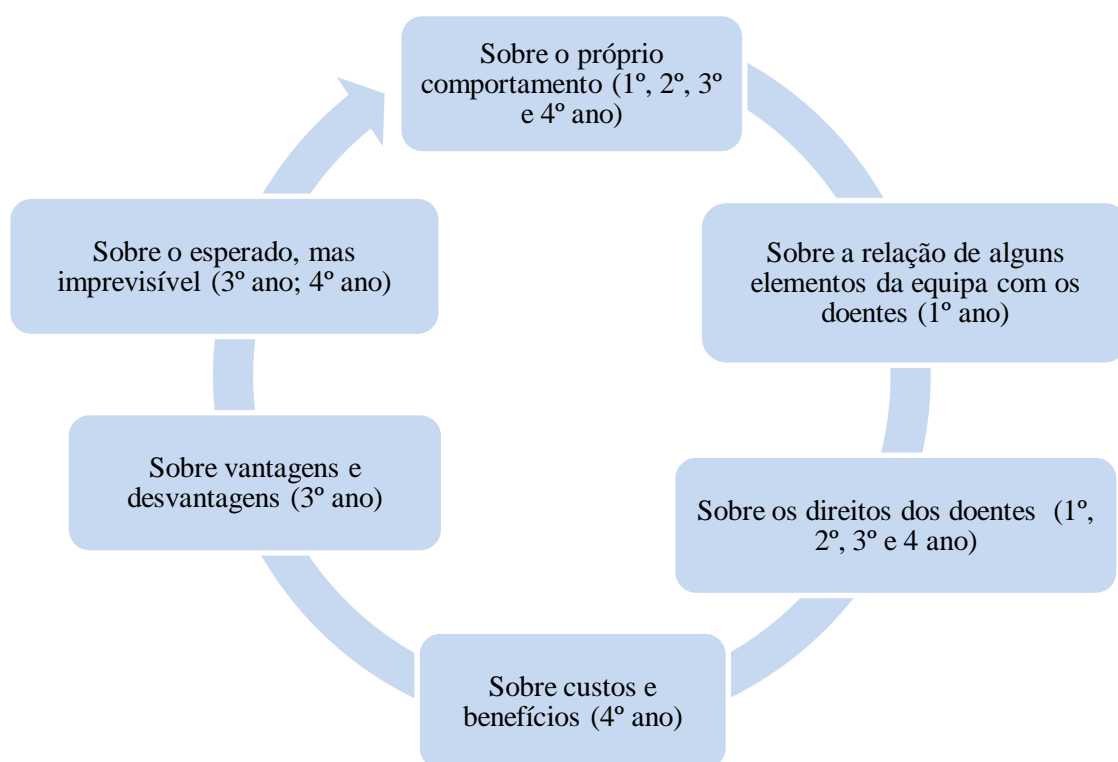 Sobre o próprio
comportamento (1º, 2º, 3º
e 4º ano)
Sobre a relação de alguns
elementos da equipa com os
doentes (1º ano)
Sobre os direitos dos doentes (1º,
2º, 3º e 4 ano)
Sobre custos e
benefícios (4º ano)
Sobre vantagens e
desvantagens (3º ano)
Sobre o esperado, mas
imprevisível (3º ano; 4º ano)